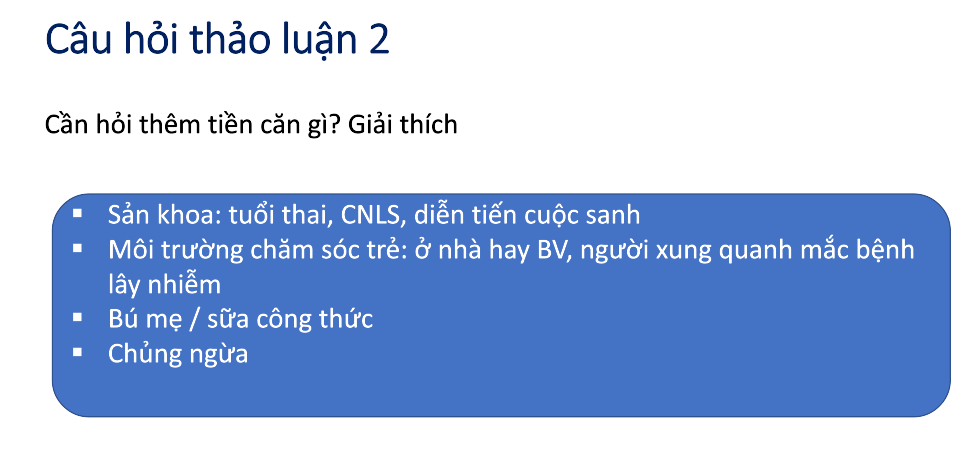 Câu hỏi thảo luận 2
Cần hỏi thêm tiền căn gì? Giải thích
▪ Sản khoa: tuổi thai, CNLS, diễn tiến cuộc sanh
▪ Môi trường chăm sóc trẻ: ở nhà hay BV, người xung quanh mắc bệnh
lây nhiễm
▪ Bú mẹ / sữa công thức
▪ Chủng ngừa